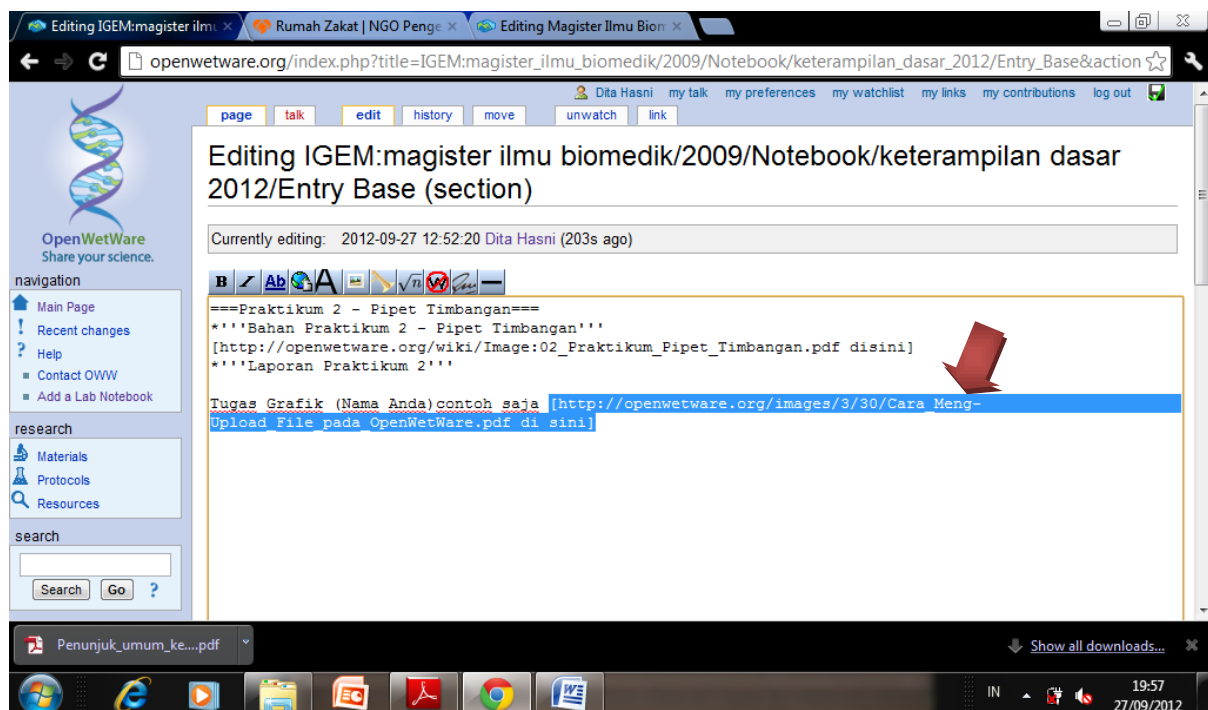 Editing IGEM:magister ilmu
Rumah Zakat | NGO Penge
Editing Magister Ilmu Biom
openwetware.org/index.php?title=IGEM:magister_ilmu_biomedik/2009/Notebook/keterampilan_dasar_2012/Entry_Base&action
Dita Hasni my talk my preferences my watchlist my links my contributions log out
page talk edit history move unwatch link
Editing IGEM:magister ilmu biomedik/2009/Notebook/keterampilan dasar
2012/Entry Base (section)
OpenWetWare
Share your science.
Currently editing: 2012-09-27 12:52:20 Dita Hasni (203s ago)
B I Ab A √n W
navigation
Main Page
Recent changes
Help
Contact OWW
Add a Lab Notebook
research
Materials
Protocols
Resources
search
Search Go ?
===Praktikum 2 - Pipet Timbangan===
*'''Bahan Praktikum 2 - Pipet Timbangan'''
[http://openwetware.org/wiki/Image:02_Praktikum_Pipet_Timbangan.pdf disini]
*'''Laporan Praktikum 2'''
Tugas Grafik (Nama Anda)contoh saja [http://openwetware.org/images/3/30/Cara_Meng-
Upload_File_pada_OpenWetWare.pdf di sini]
Penunjuk_umum_ke....pdf
Show all downloads...
IN
19:57
27/09/2012